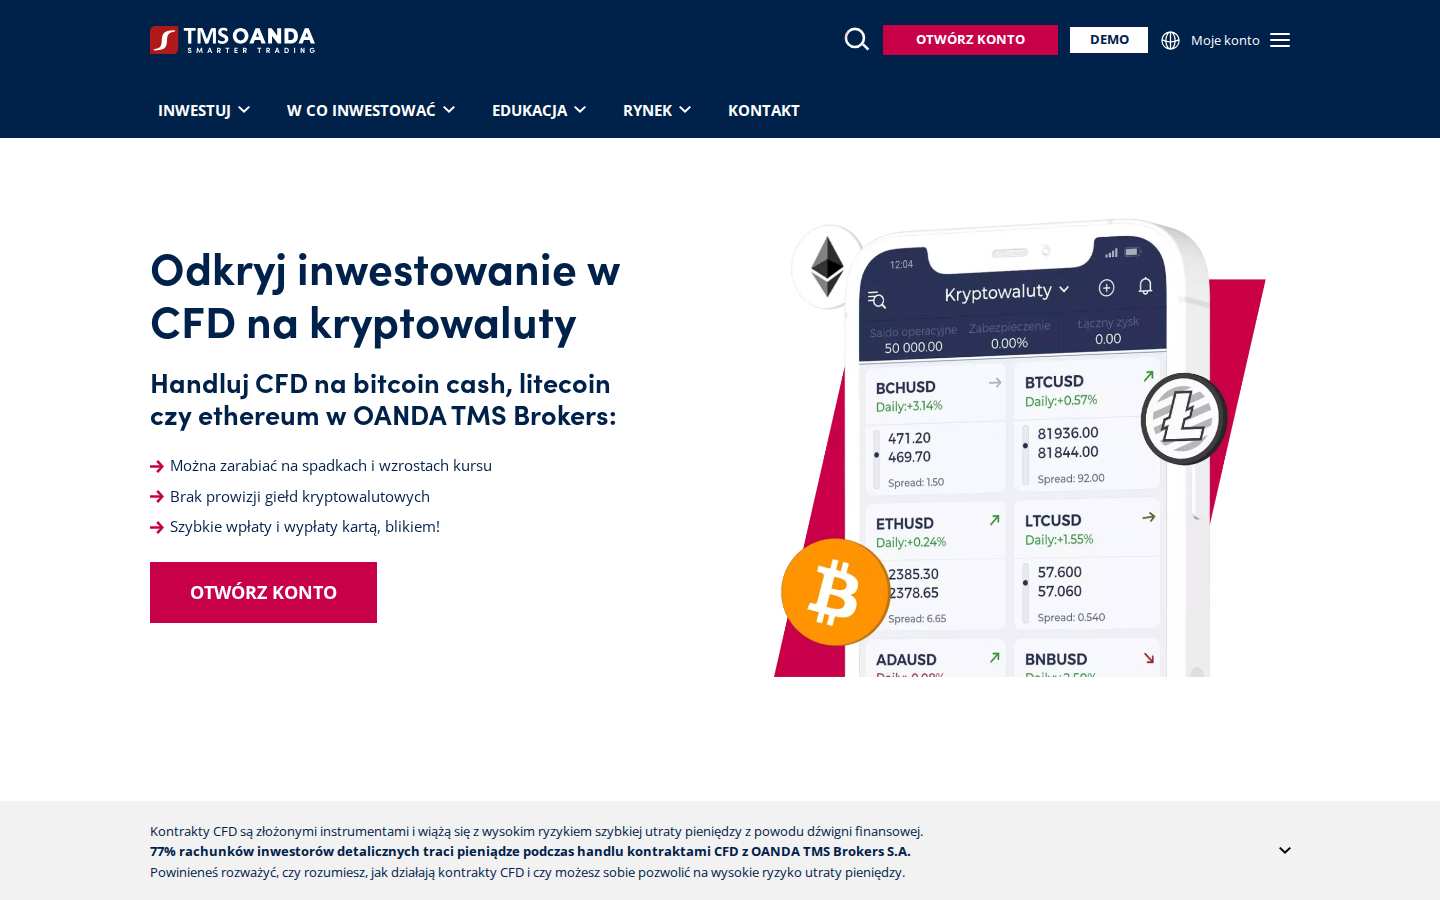 TMS OANDA
SMARTER TRADING
OTWÓRZ KONTO
DEMO
Moje konto
INWESTUJ
W CO INWESTOWAĆ
EDUKACJA
RYNEK
KONTAKT
Odkryj inwestowanie w
CFD na kryptowaluty
Handluj CFD na bitcoin cash, litecoin
czy ethereum w OANDA TMS Brokers:
Można zarabiać na spadkach i wzrostach kursu
Brak prowizji giełd kryptowalutowych
Szybkie wpłaty i wypłaty kartą, blikiem!
OTWÓRZ KONTO
12:04
Kryptowaluty
Saldo operacyjne
50 000.00
Zabezpieczenie
0.00%
Łączny zysk
0.00
BCHUSD
Daily:+3.14%
471.20
469.70
Spread: 1.50
BTCUSD
Daily:+0.57%
81936.00
81844.00
Spread: 92.00
ETHUSD
Daily:+0.24%
2385.30
2378.65
Spread: 6.65
LTCUSD
Daily:+1.55%
57.600
57.060
Spread: 0.540
ADAUSD
BNBUSD
Kontrakty CFD są złożonymi instrumentami i wiążą się z wysokim ryzykiem szybkiej utraty pieniędzy z powodu dźwigni finansowej.
77% rachunków inwestorów detalicznych traci pieniądze podczas handlu kontraktami CFD z OANDA TMS Brokers S.A.
Powinieneś rozważyć, czy rozumiesz, jak działają kontrakty CFD i czy możesz sobie pozwolić na wysokie ryzyko utraty pieniędzy.